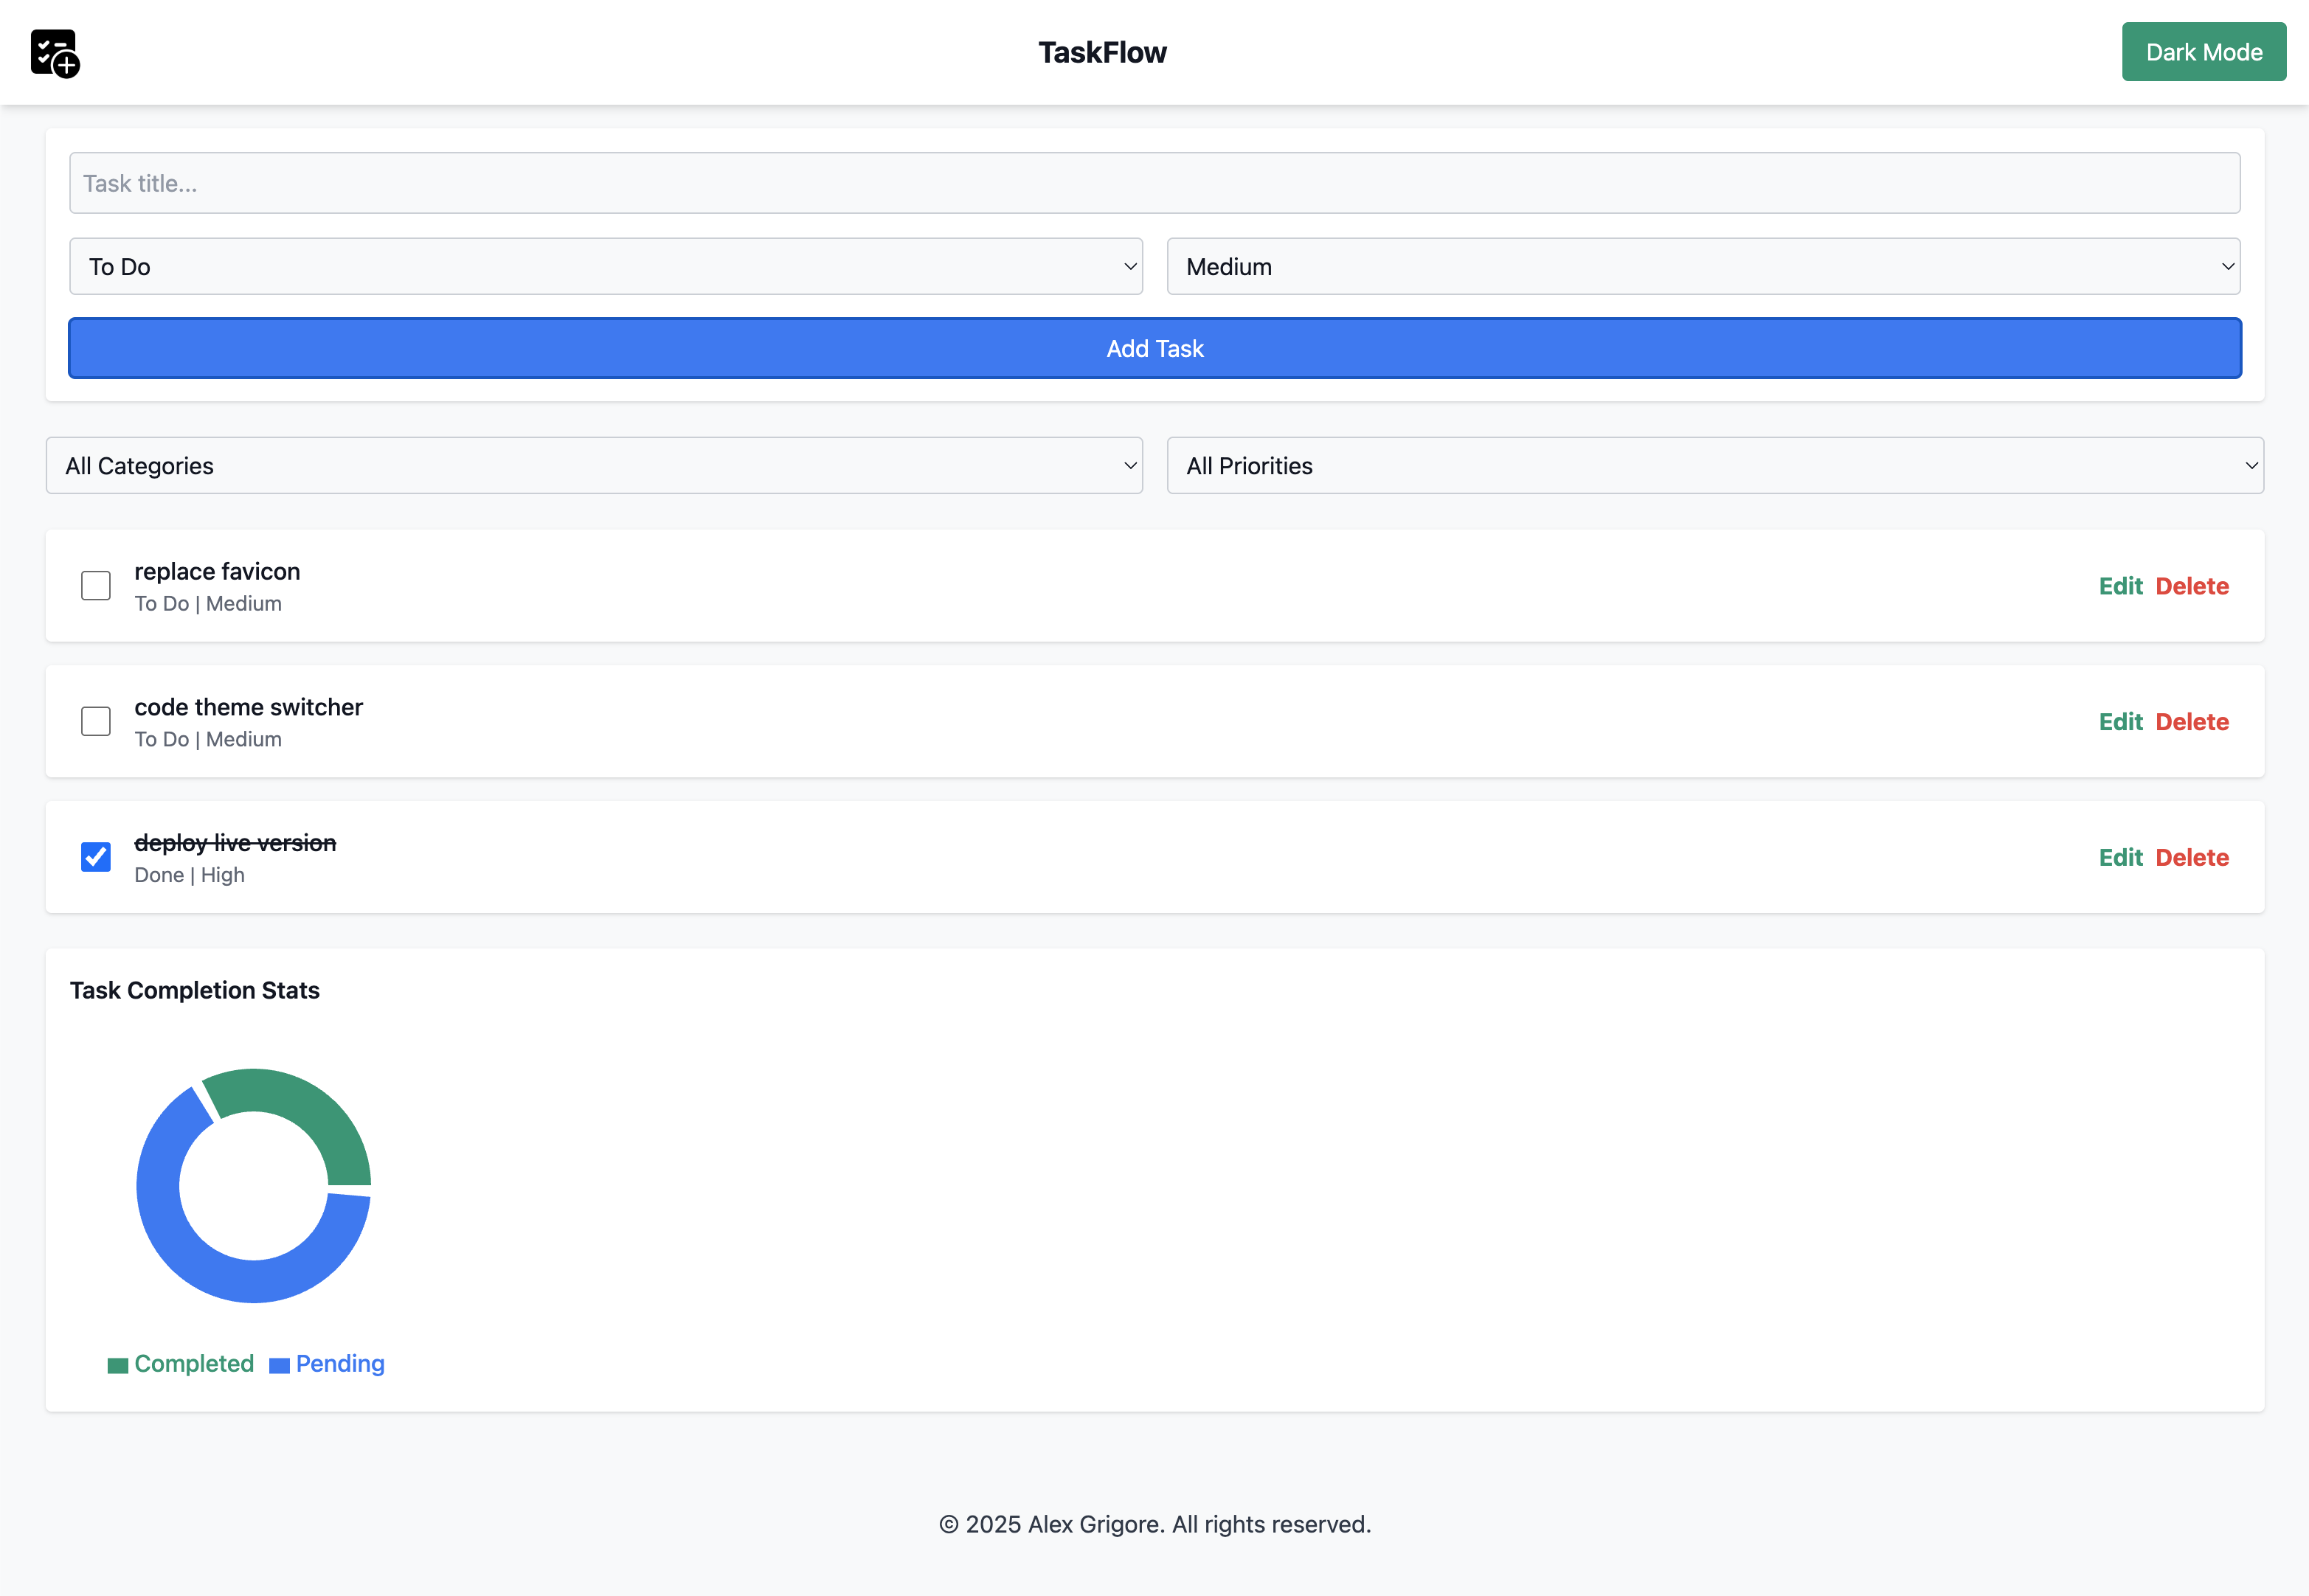 TaskFlow
Dark Mode
Task title...
To Do
Medium
Add Task
All Categories
All Priorities
replace favicon
To Do | Medium
Edit Delete
code theme switcher
To Do | Medium
Edit Delete
deploy live version
Done | High
Edit Delete
Task Completion Stats
Completed Pending
© 2025 Alex Grigore. All rights reserved.